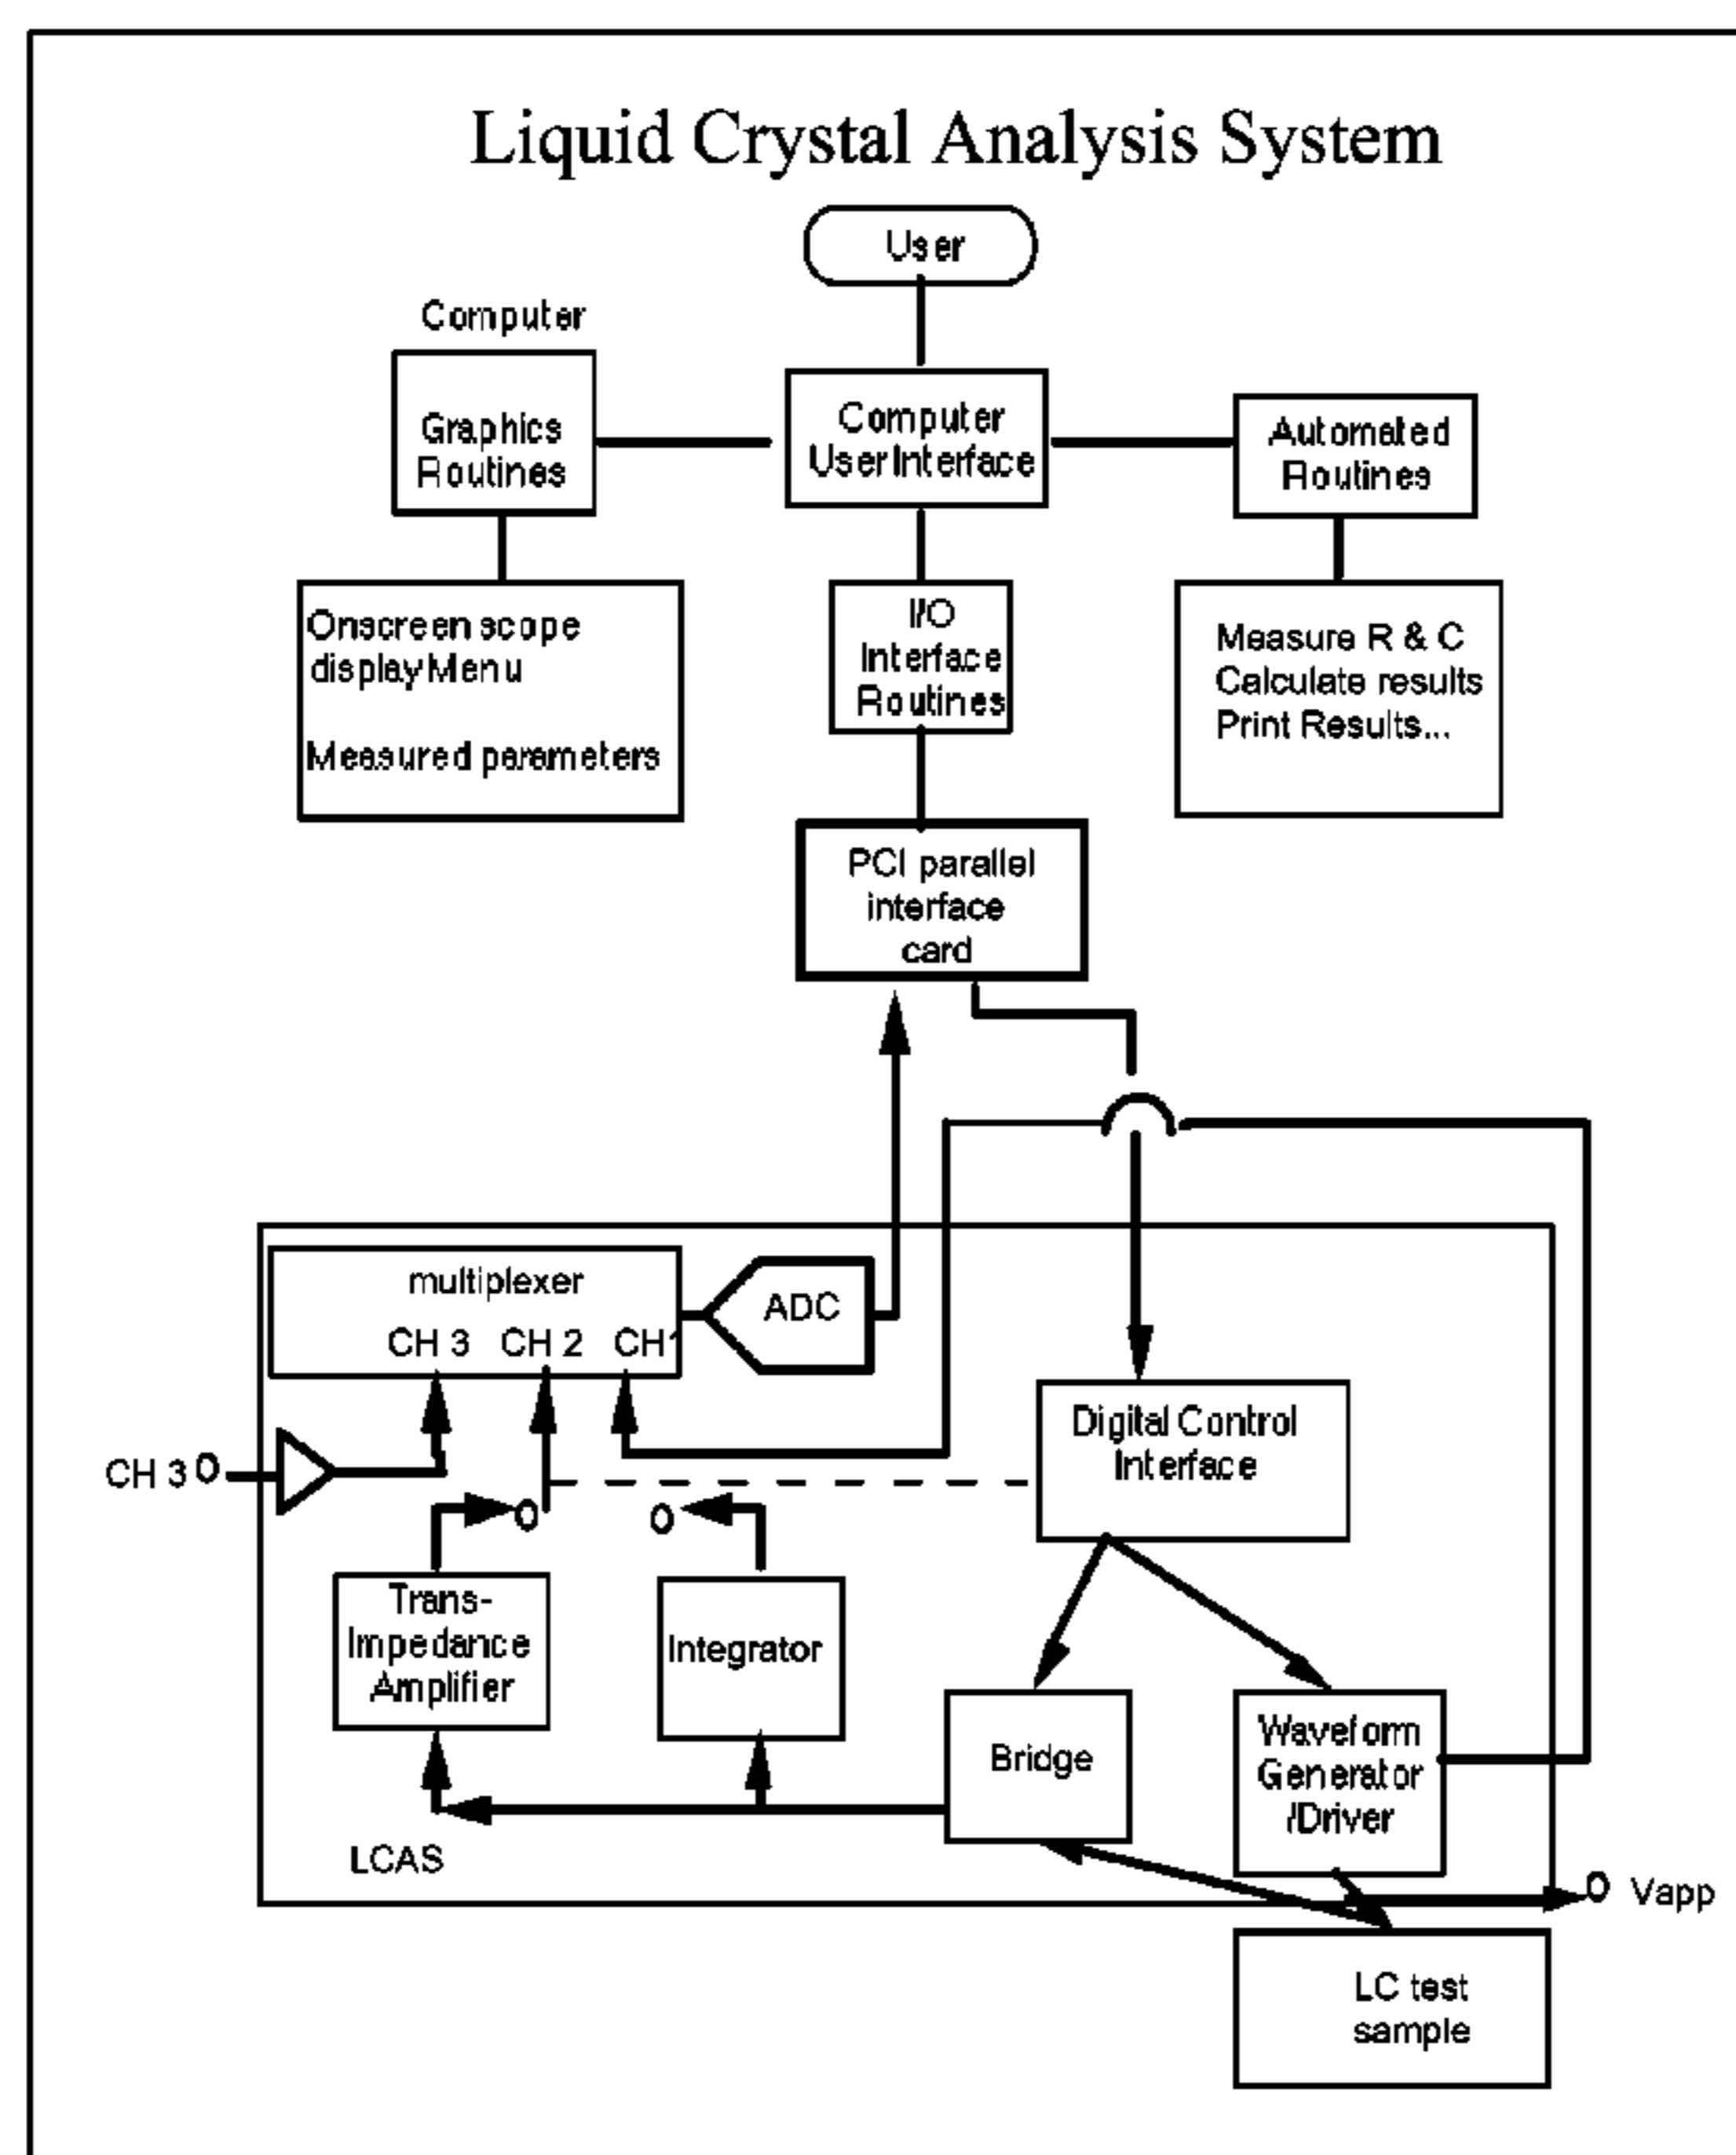 Liquid Crystal Analysis System
User
Computer
Graphics
Routines
Computer
User Interface
Automated
Routines
Onscreen scope
display Menu
Measured parameters
I/O
Interface
Routines
Measure R & C
Calculate results
Print Results...
PCI parallel
interface
card
multiplexer
CH 3 CH 2 CH1
ADC
Digital Control
Interface
CH 3
Trans-
Impedance
Amplifier
Integrator
Bridge
Waveform
Generator
/Driver
LCAS
Vapp
LC test
sample